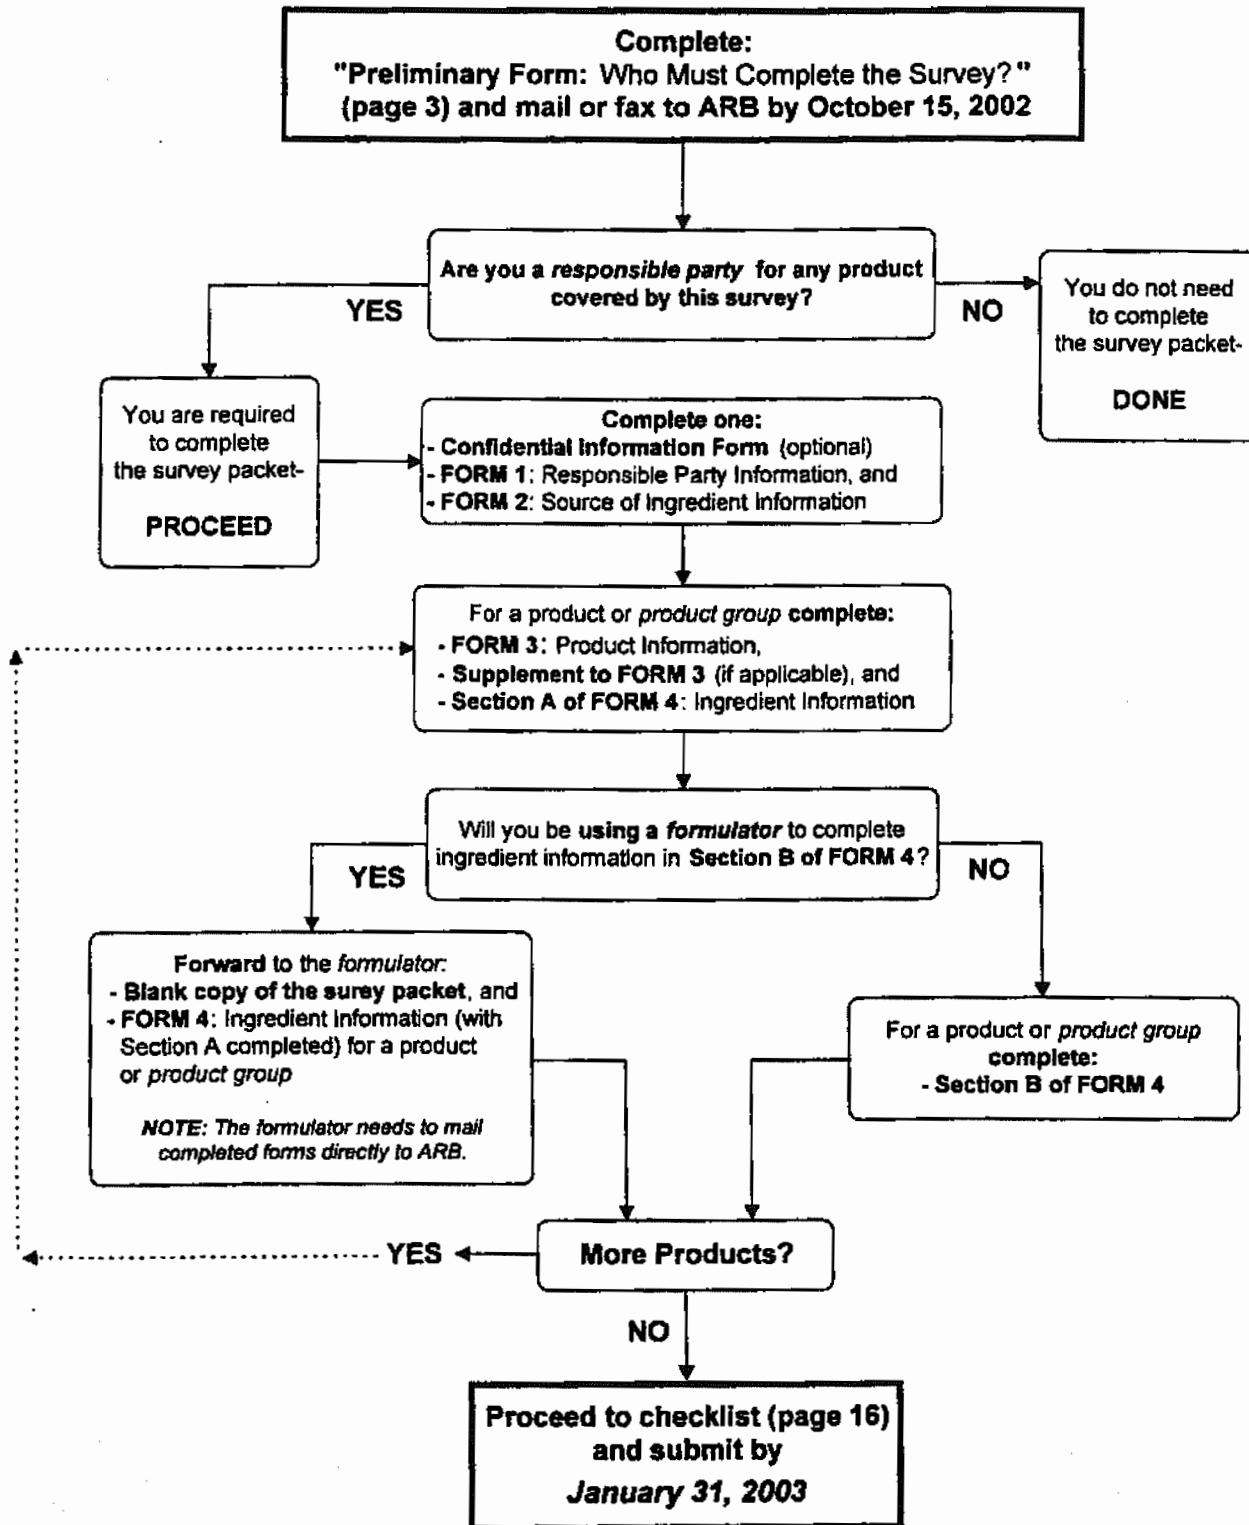 Complete:
"Preliminary Form: Who Must Complete the Survey?"
(page 3) and mail or fax to ARB by October 15, 2002
Are you a responsible party for any product
covered by this survey?
YES
NO
You do not need
to complete
the survey packet-
DONE
You are required
to complete
the survey packet-
PROCEED
Complete one:
- Confidential Information Form (optional)
- FORM 1: Responsible Party Information, and
- FORM 2: Source of Ingredient Information
For a product or product group complete:
- FORM 3: Product Information,
- Supplement to FORM 3 (if applicable), and
- Section A of FORM 4: Ingredient Information
Will you be using a formulator to complete
ingredient information in Section B of FORM 4?
YES
NO
Forward to the formulator:
- Blank copy of the surey packet, and
- FORM 4: Ingredient Information (with
Section A completed) for a product
or product group
NOTE: The formulator needs to mail
completed forms directly to ARB.
For a product or product group
complete:
- Section B of FORM 4
More Products?
YES
NO
Proceed to checklist (page 16)
and submit by
January 31, 2003